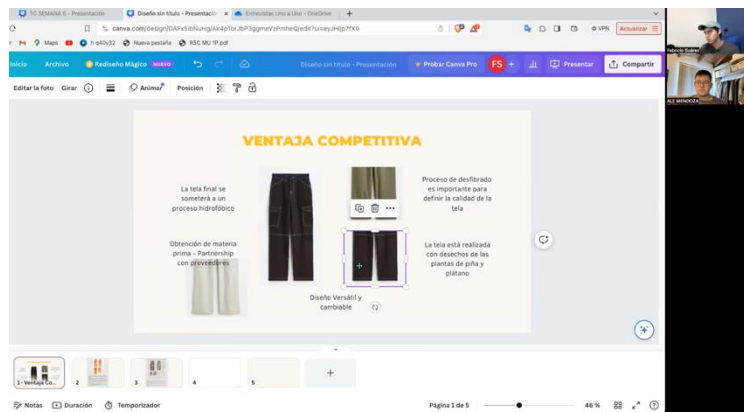 TC SEMANA 6 - Presentación
Diseño sin título - Presentación
Entrevistas Uno a Uno - OneDrive
canva.com/design/
VPN
Actualizar
Maps
h q40y32
Nueva pestaña
RSC MU 1P.pdf
Inicio
Archivo
Rediseño Mágico
NUEVO
Diseño sin título - Presentación
Probar Canva Pro
FS
Presentar
Compartir
Editar la foto
Girar
Animar
Posición
VENTAJA COMPETITIVA
La tela final se
someterá a un
proceso hidrofóbico
Proceso de desfibrado
es importante para
definir la calidad de la
tela
Obtención de materia
prima - Partnership
con proveedores
La tela está realizada
con desechos de las
plantas de piña y
plátano
Diseño Versátil y
cambiable
1 - Ventaja Co...
2
3
4
5
Notas
Duración
Temporizador
Página 1 de 5
46 %
Fabricio Suárez
ALE MENDOZA